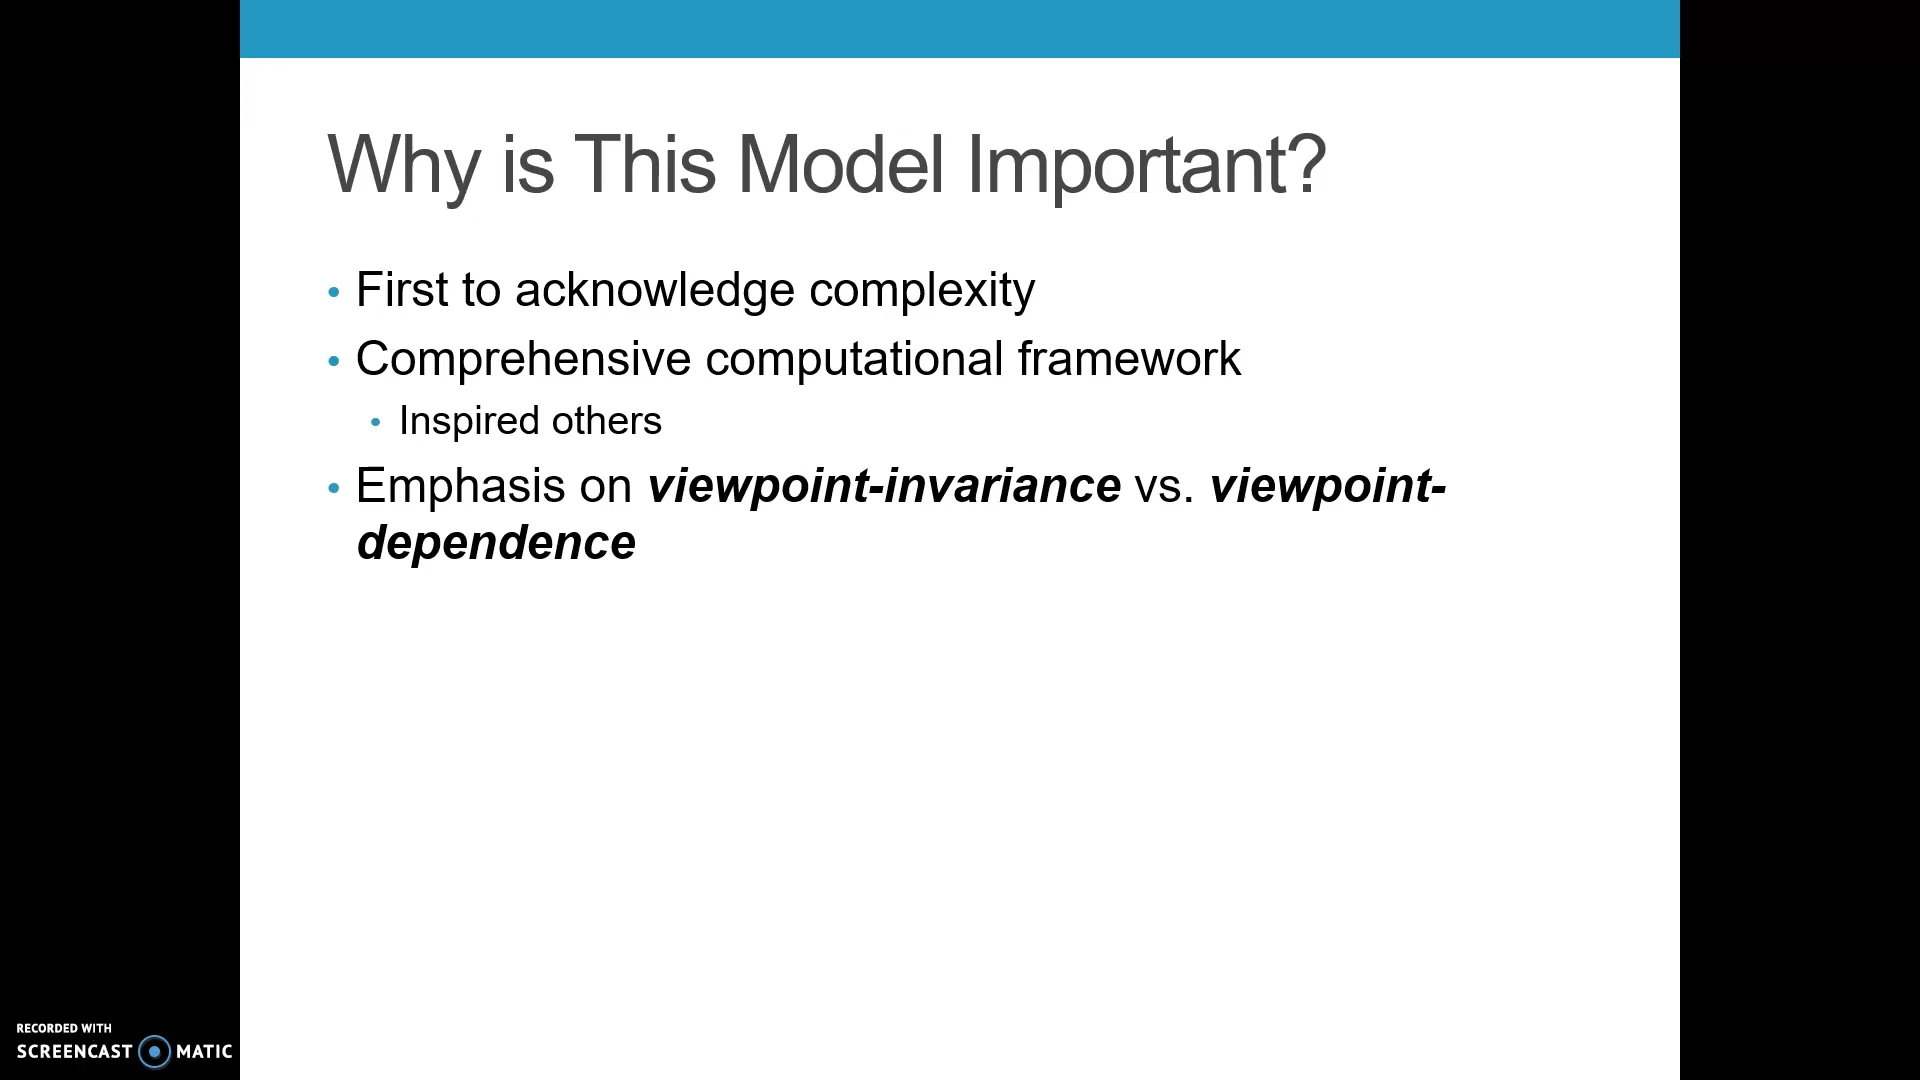 Why is This Model Important?
• First to acknowledge complexity
• Comprehensive computational framework
• Inspired others
• Emphasis on viewpoint-invariance vs. viewpoint-
dependence
RECORDED WITH
SCREENCAST MATIC